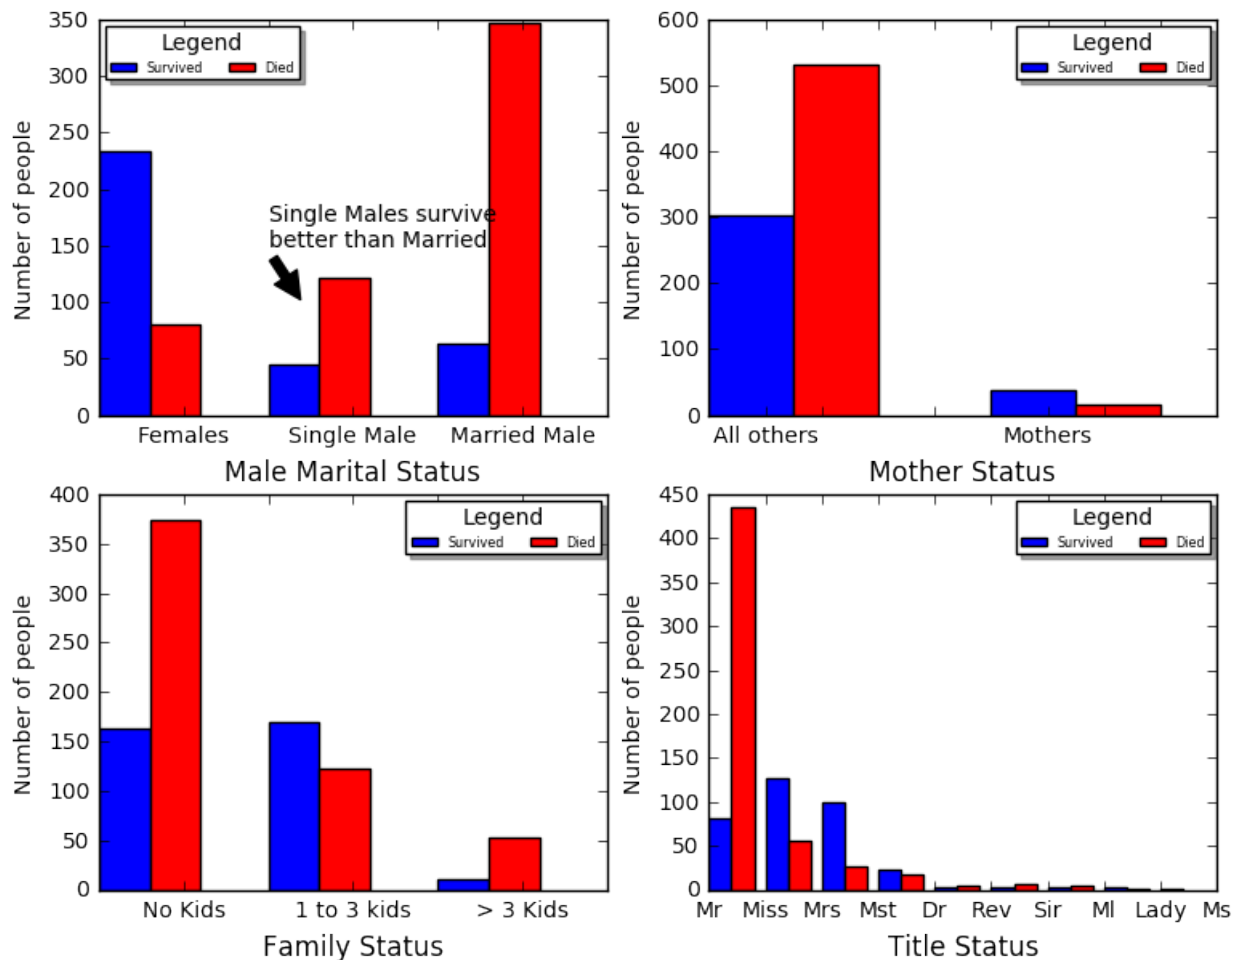 Number of people
350
300
250
200
150
100
50
0
Legend
Survived Died
Single Males survive
better than Married
Females Single Male Married Male
Male Marital Status
Number of people
600
500
400
300
200
100
0
Legend
Survived Died
All others Mothers
Mother Status
Number of people
400
350
300
250
200
150
100
50
0
Legend
Survived Died
No Kids 1 to 3 kids > 3 Kids
Family Status
Number of people
450
400
350
300
250
200
150
100
50
0
Legend
Survived Died
Mr Miss Mrs Mst Dr Rev Sir Ml Lady Ms
Title Status